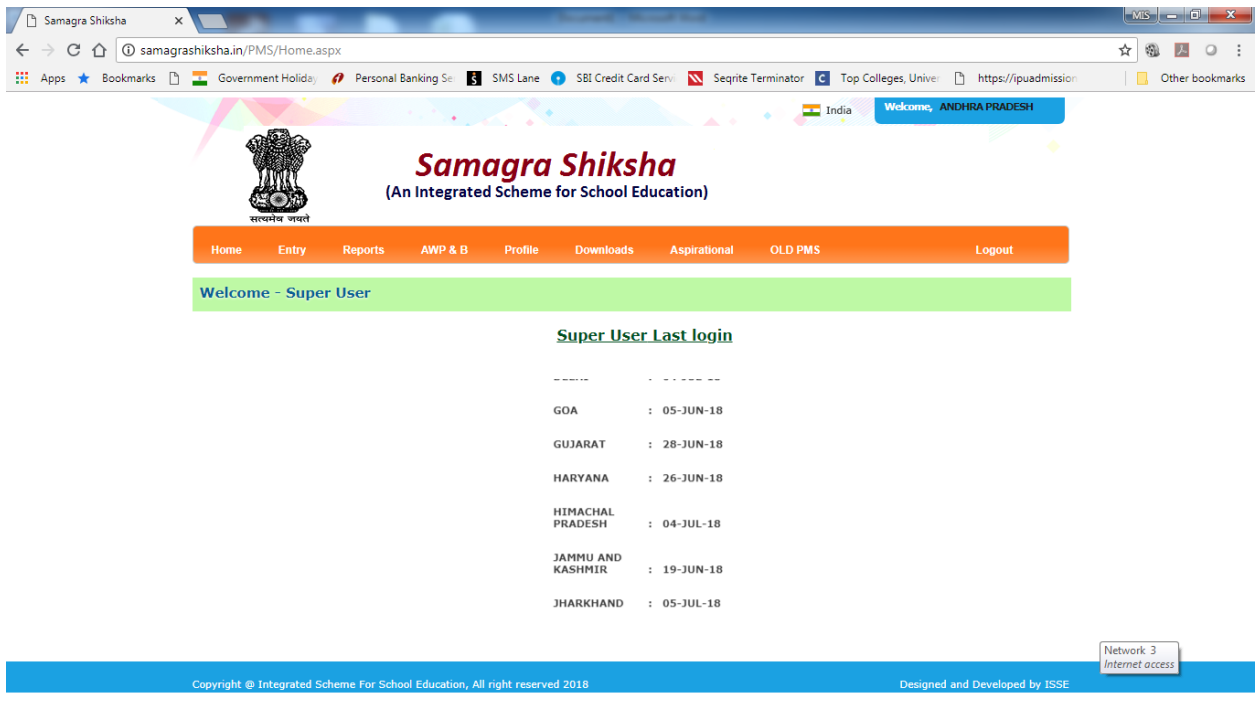 Document1 - Microsoft Word
MIS
Samagra Shiksha
samagrashiksha.in/PMS/Home.aspx
Apps Bookmarks Government Holiday Personal Banking Se SMS Lane SBI Credit Card Servi Seqrite Terminator Top Colleges, Univer https://ipuadmission Other bookmarks
India Welcome, ANDHRA PRADESH
Samagra Shiksha
(An Integrated Scheme for School Education)
सत्यमेव जयते
Home Entry Reports AWP & B Profile Downloads Aspirational OLD PMS Logout
Welcome - Super User
Super User Last login
GOA : 05-JUN-18
GUJARAT : 28-JUN-18
HARYANA : 26-JUN-18
HIMACHAL
PRADESH : 04-JUL-18
JAMMU AND
KASHMIR : 19-JUN-18
JHARKHAND : 05-JUL-18
Network 3
Internet access
Copyright @ Integrated Scheme For School Education, All right reserved 2018 Designed and Developed by ISSE